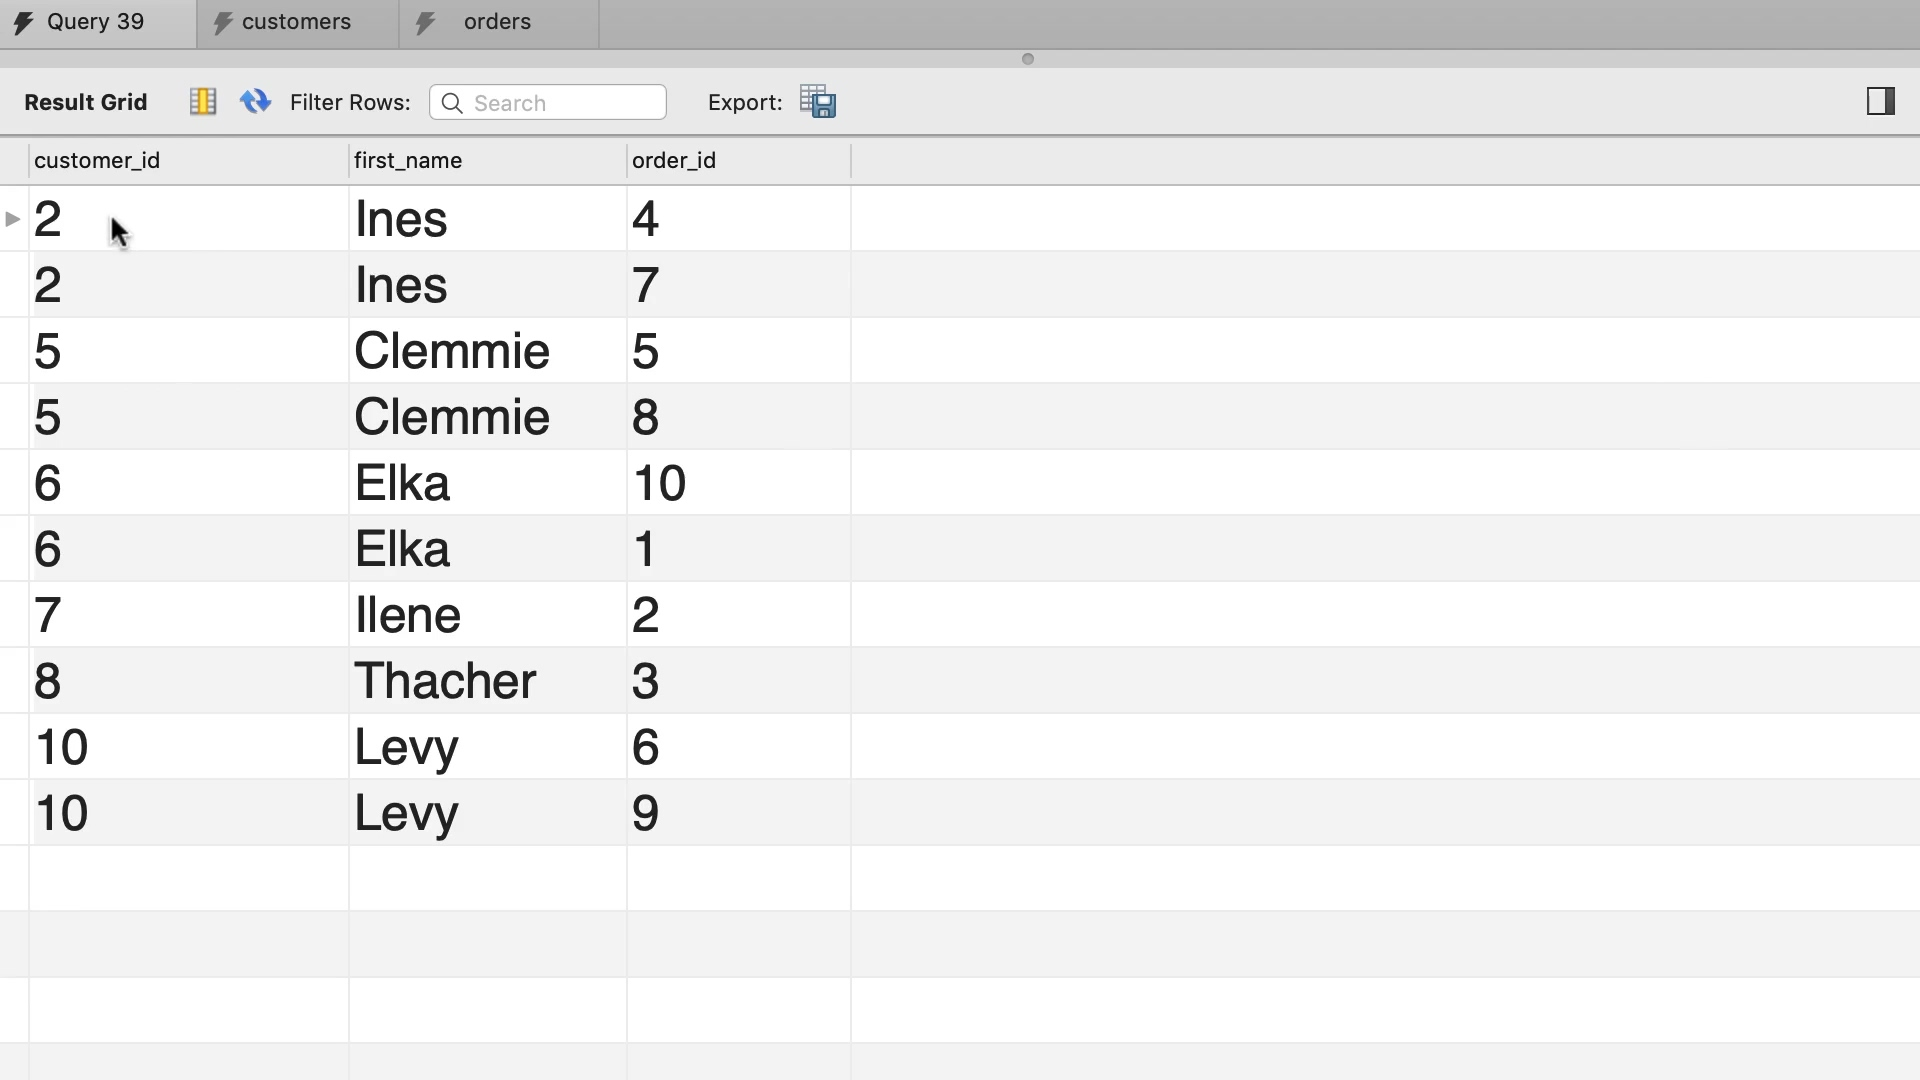 Query 39 customers orders
Result Grid Filter Rows: Search Export:
customer_id first_name order_id
2 Ines 4
2 Ines 7
5 Clemmie 5
5 Clemmie 8
6 Elka 10
6 Elka 1
7 Ilene 2
8 Thacher 3
10 Levy 6
10 Levy 9